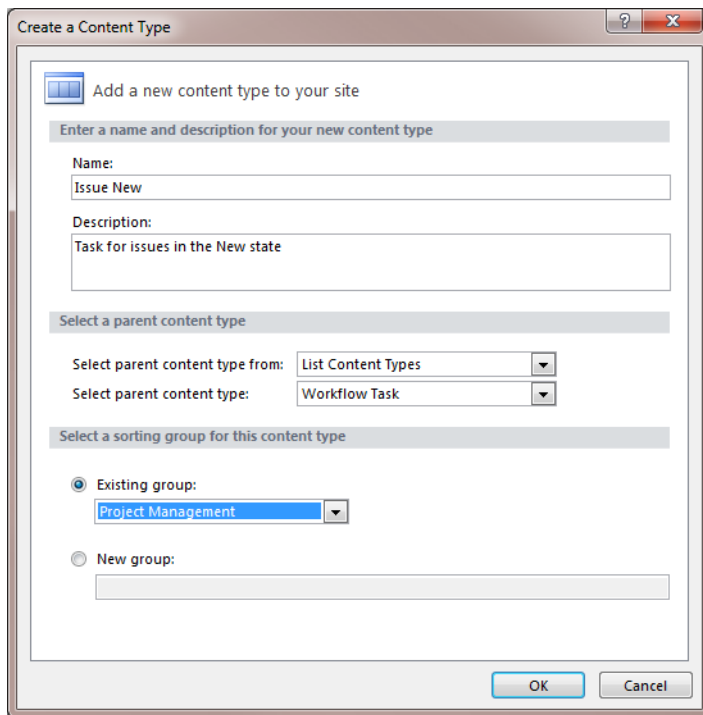 Create a Content Type
?
X
Add a new content type to your site
Enter a name and description for your new content type
Name:
Issue New
Description:
Task for issues in the New state
Select a parent content type
Select parent content type from: List Content Types
Select parent content type: Workflow Task
Select a sorting group for this content type
Existing group:
Project Management
New group:
OK Cancel